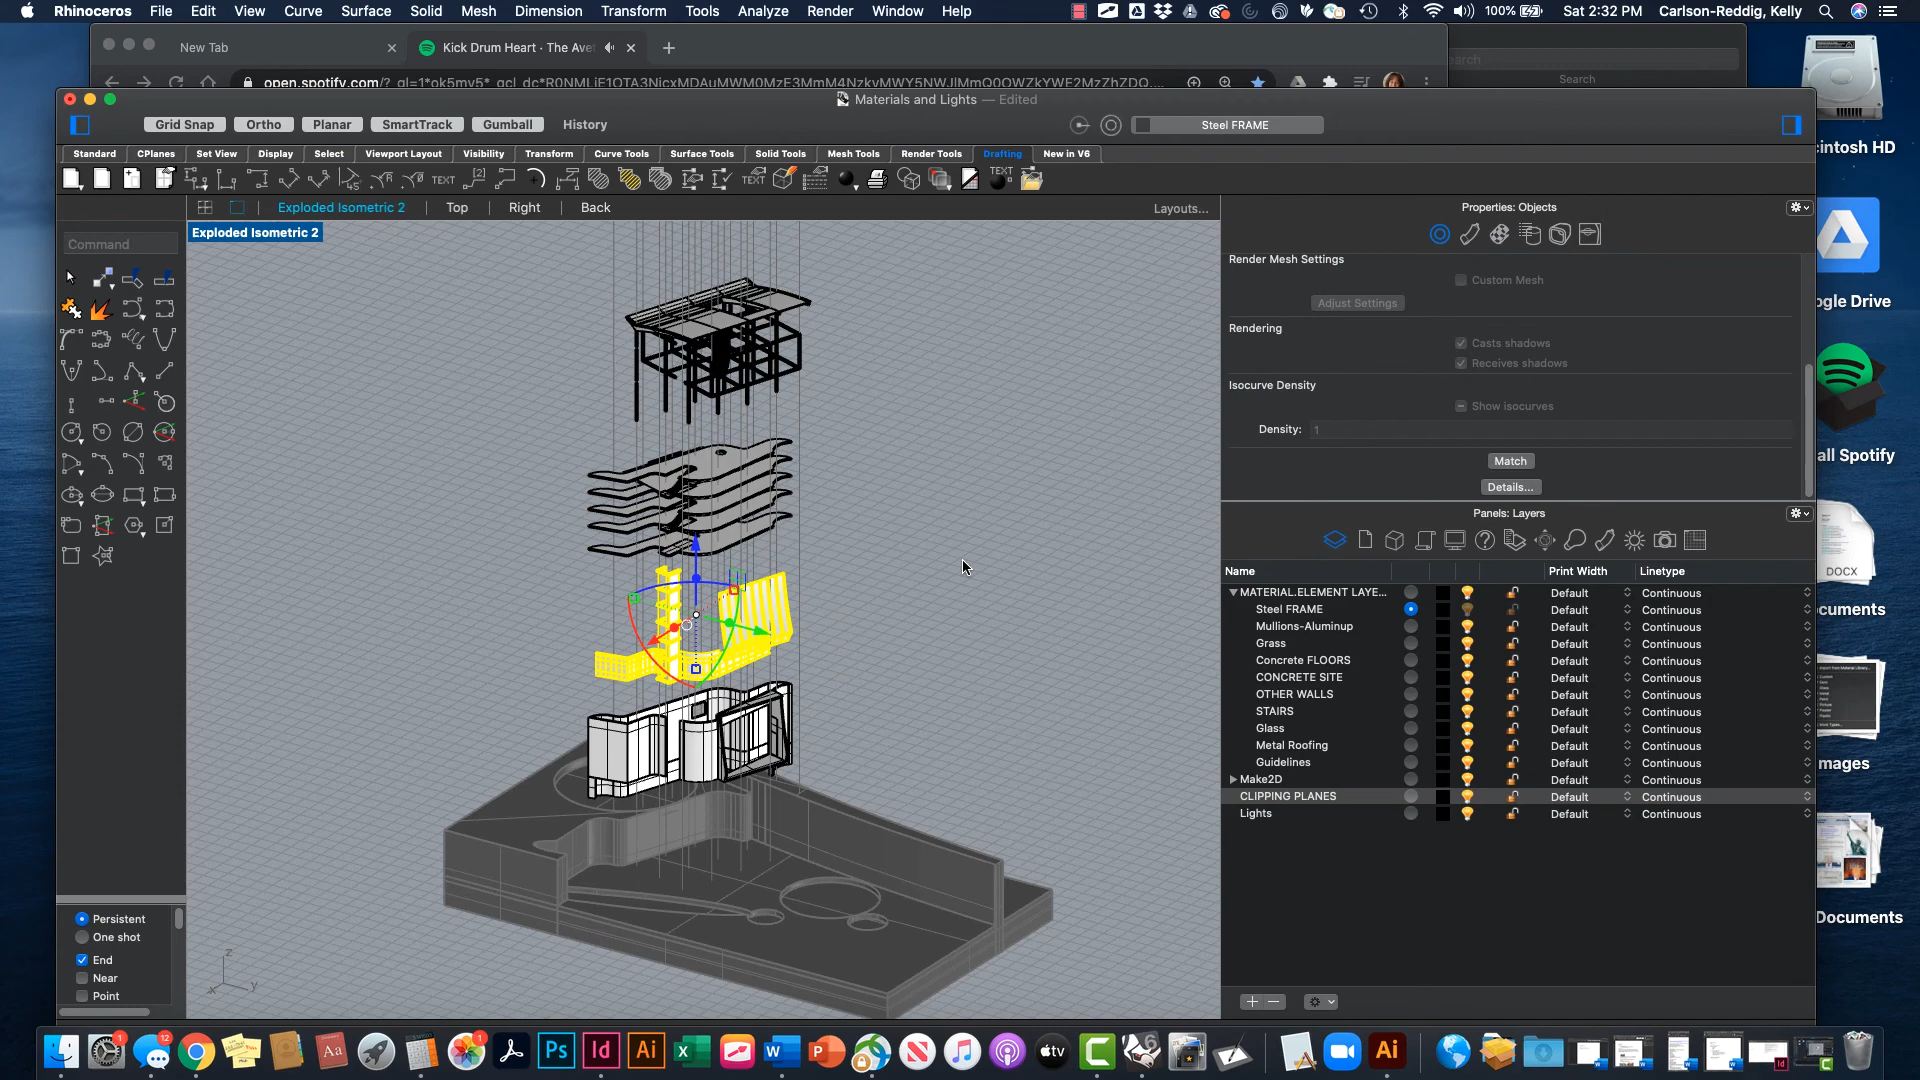 Rhinoceros File Edit View Curve Surface Solid Mesh Dimension Transform Tools Analyze Render Window Help 100% Sat 2:32 PM Carlson-Reddig, Kelly
New Tab
Kick Drum Heart · The Avet
Search
Materials and Lights — Edited
Grid Snap Ortho Planar SmartTrack Gumball History Steel FRAME
Standard CPlanes Set View Display Select Viewport Layout Visibility Transform Curve Tools Surface Tools Solid Tools Mesh Tools Render Tools Drafting New in V6
Exploded Isometric 2 Top Right Back Layouts...
Exploded Isometric 2
Command
Properties: Objects
Render Mesh Settings
Custom Mesh
Adjust Settings
Rendering
Casts shadows
Receives shadows
Isocurve Density
Show isocurves
Density: 1
Match
Details...
Panels: Layers
Name Print Width Linetype
MATERIAL.ELEMENT LAYE... Default Continuous
Steel FRAME Default Continuous
Mullions-Aluminup Default Continuous
Grass Default Continuous
Concrete FLOORS Default Continuous
CONCRETE SITE Default Continuous
OTHER WALLS Default Continuous
STAIRS Default Continuous
Glass Default Continuous
Metal Roofing Default Continuous
Guidelines Default Continuous
Make2D Default Continuous
CLIPPING PLANES Default Continuous
Lights Default Continuous
Persistent
One shot
End
Near
Point
z
x y
cintosh HD
ogle Drive
all Spotify
DOCX
cuments
mages
Documents